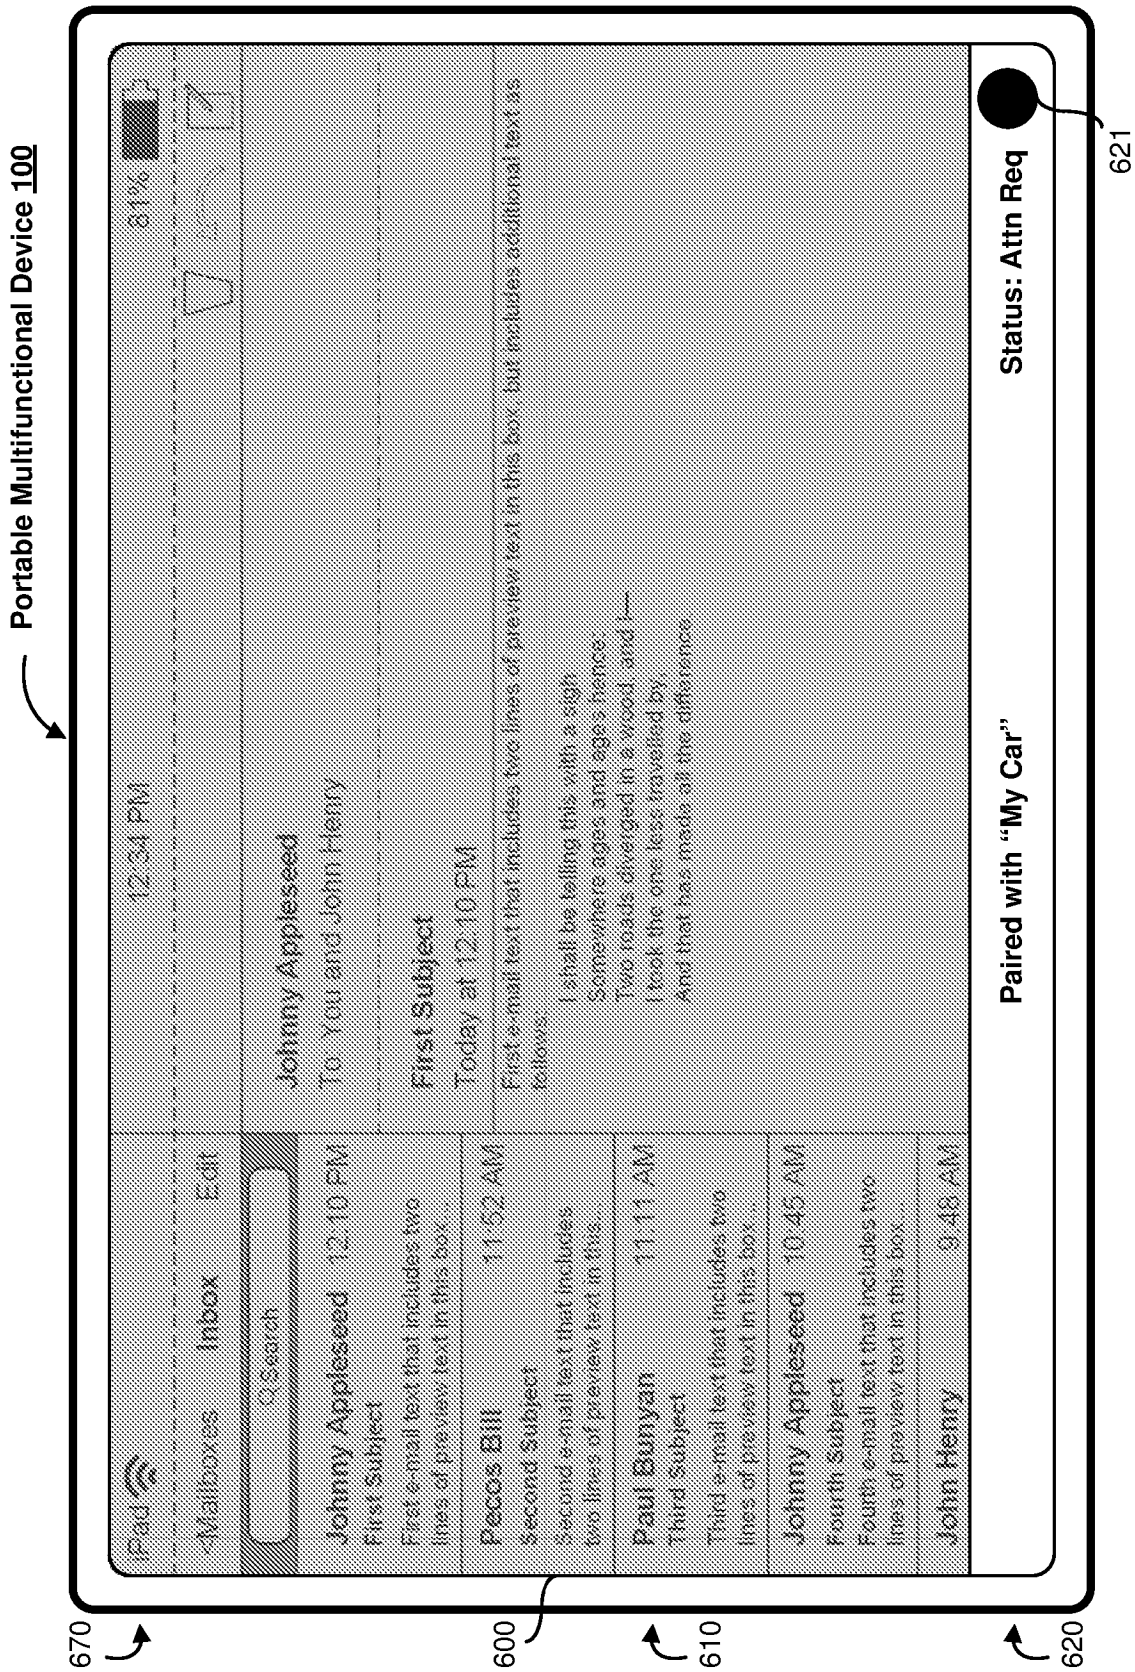 Portable Multifunctional Device 100
670
iPad
12:34 PM
81%
<Mailboxes
Inbox
Edit
Search
Johnny Appleseed 12:10 PM
First Subject
First e-mail text that includes two
lines of preview text in this box...
Pecos Bill 11:52 AM
Second Subject
Second e-mail text that includes
two lines of preview text in this...
Paul Bunyan 11:11 AM
Third Subject
Third e-mail text that includes two
lines of preview text in this box...
Johnny Appleseed 10:45 AM
Fourth Subject
Fourth e-mail text that includes two
lines of preview text in this box...
John Henry 9:48 AM
Johnny Appleseed
To You and John Henry
First Subject
Today at 12:10 PM
First e-mail text that includes two lines of preview text in this box, but includes additional text as
follows:
I shall be telling this with a sigh
Somewhere ages and ages hence:
Two roads diverged in a wood, and I—
I took the one less travelled by,
And that has made all the difference.
600
610
Paired with “My Car”
Status: Attn Req
620
621